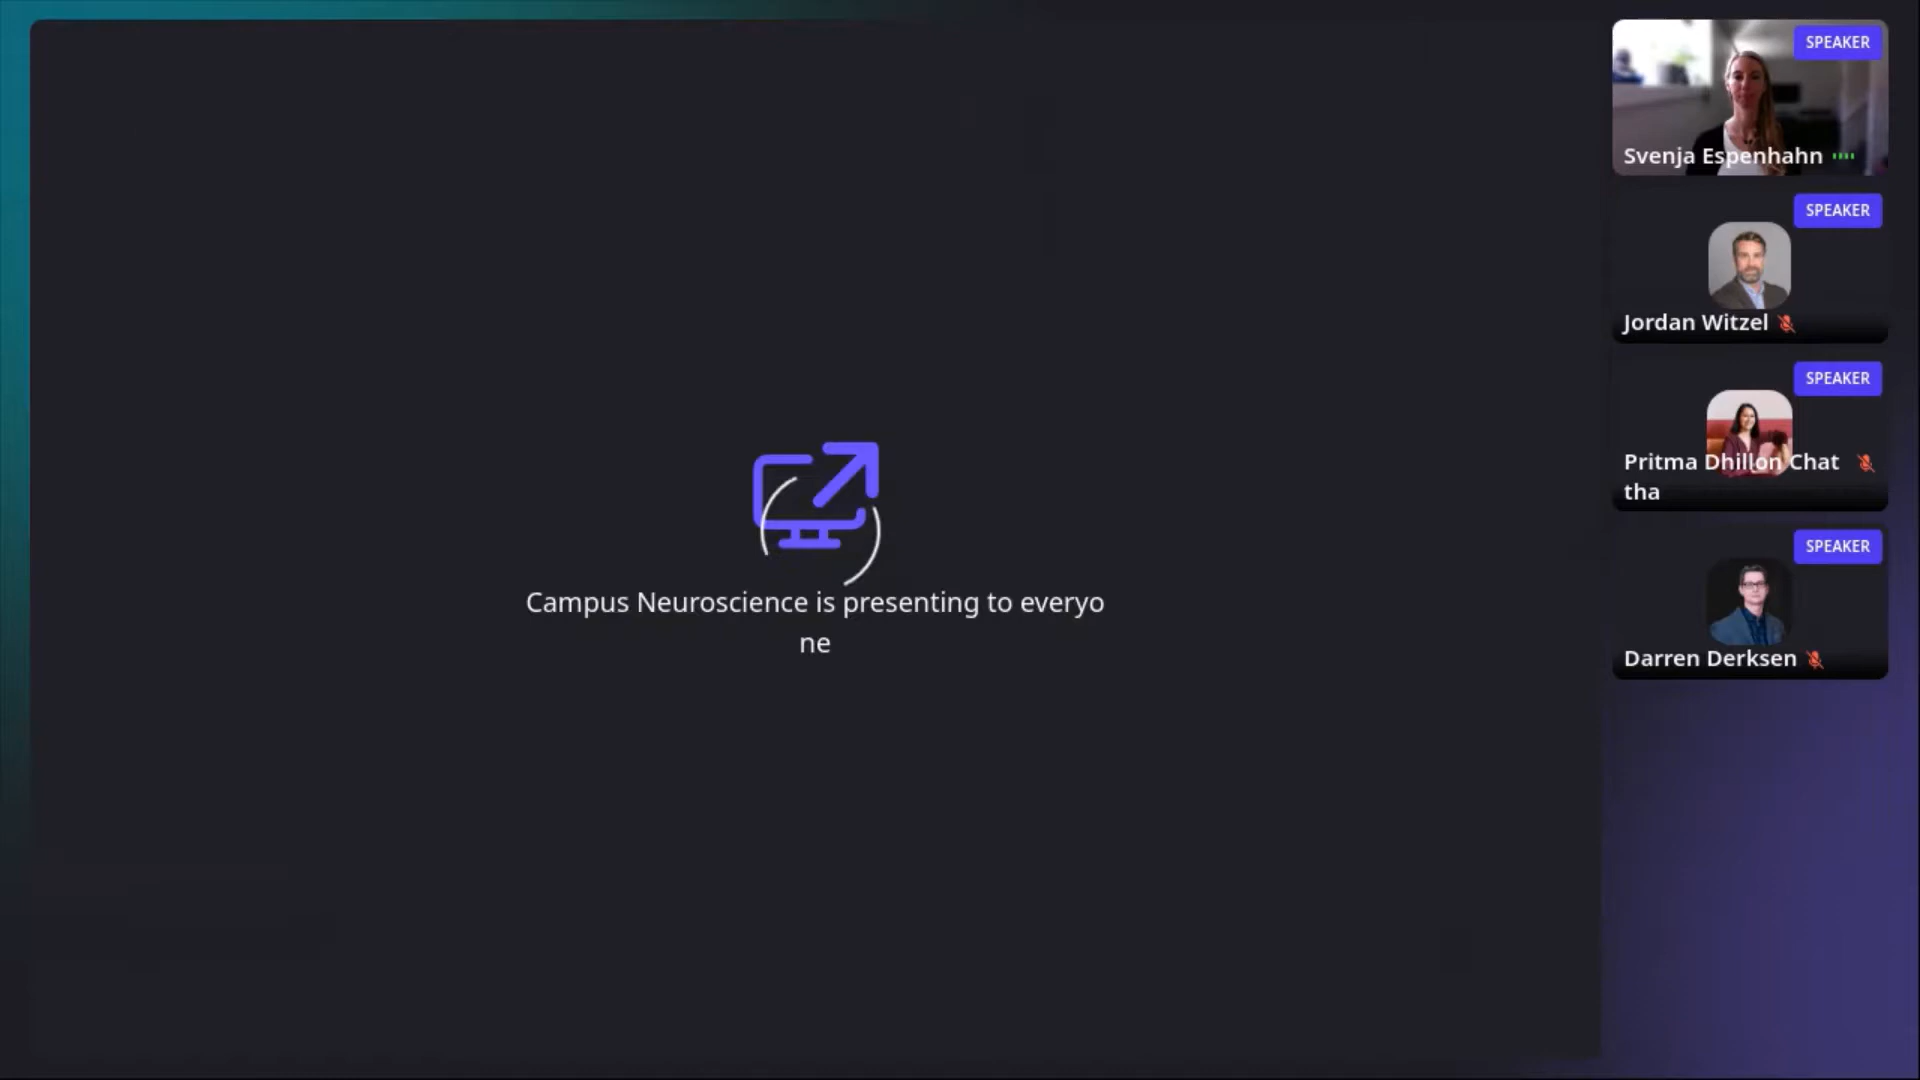 SPEAKER
Svenja Espenhahn
SPEAKER
Jordan Witzel
SPEAKER
Pritma Dhillon Chat
tha
SPEAKER
Darren Derksen
Campus Neuroscience is presenting to everyo
ne